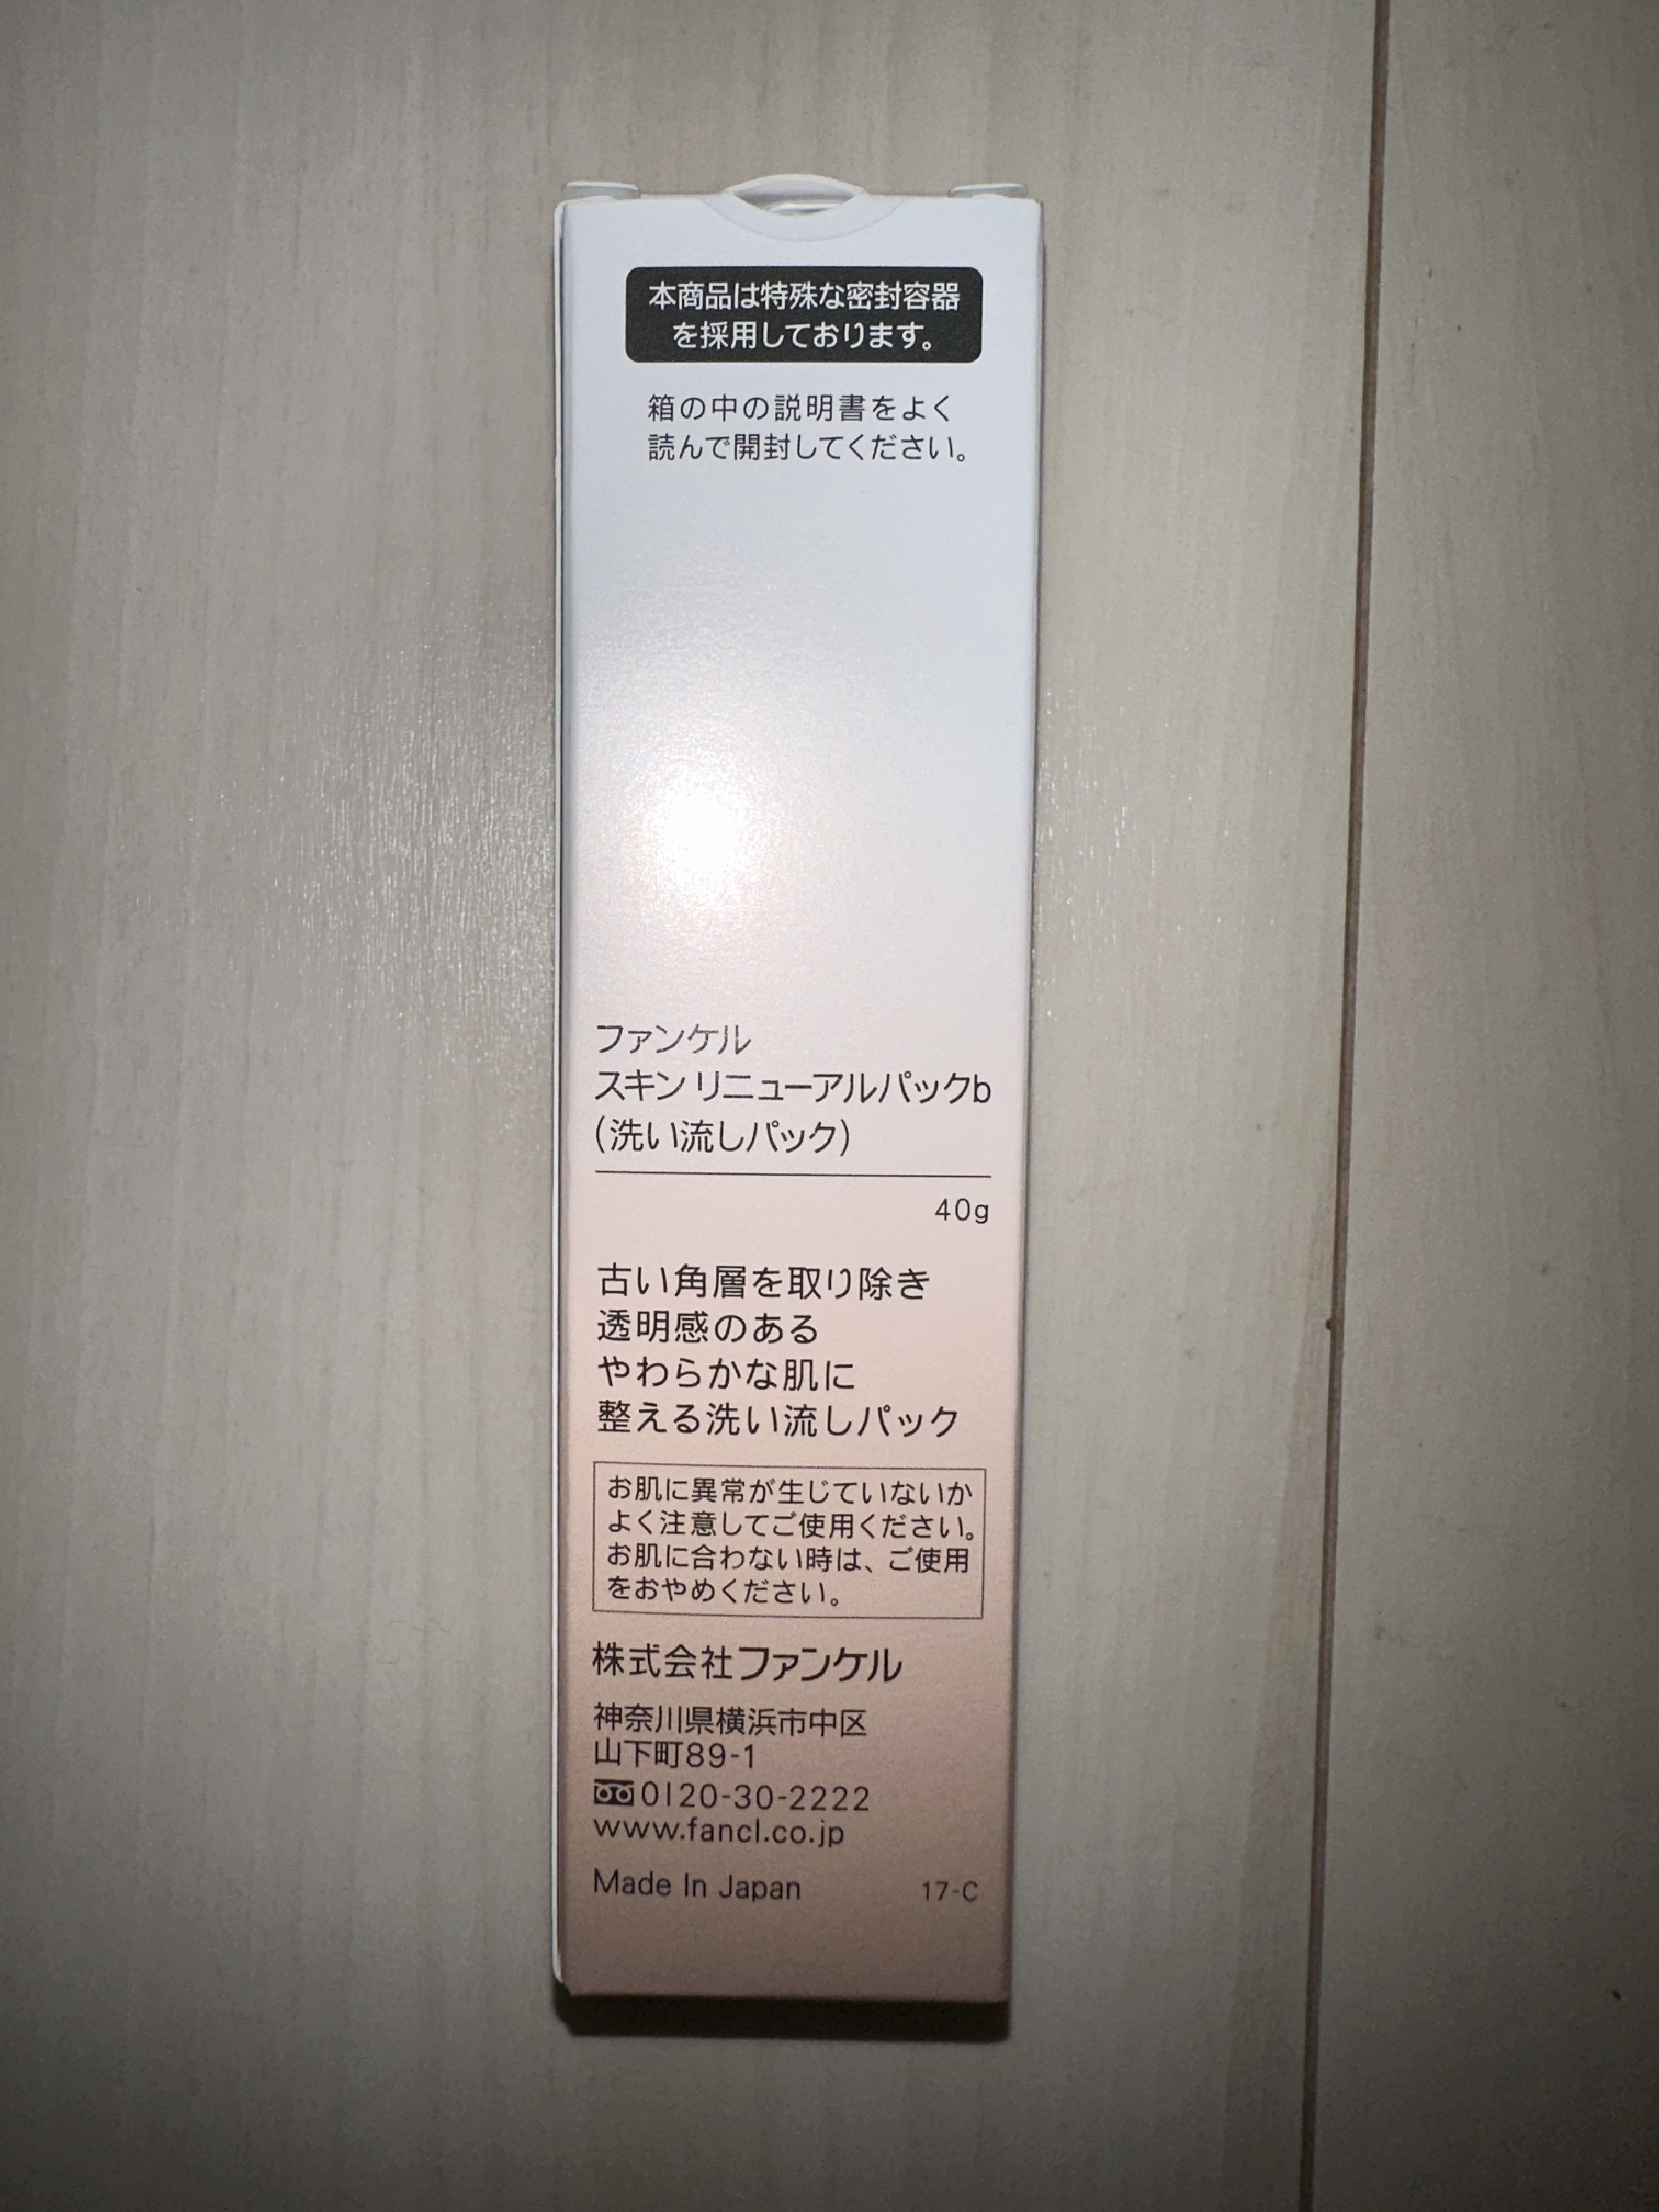 本商品は特殊な密封容器
を採用しております。
箱の中の説明書をよく
読んで開封してください。
ファンケル
スキン リニューアルパックb
(洗い流しパック)
40g
古い角層を取り除き
透明感のある
やわらかな肌に
整える洗い流しパック
お肌に異常が生じていないか
よく注意してご使用ください。
お肌に合わない時は、ご使用
をおやめください。
株式会社ファンケル
神奈川県横浜市中区
山下町89-1
0120-30-2222
www.fancl.co.jp
Made In Japan 17-C